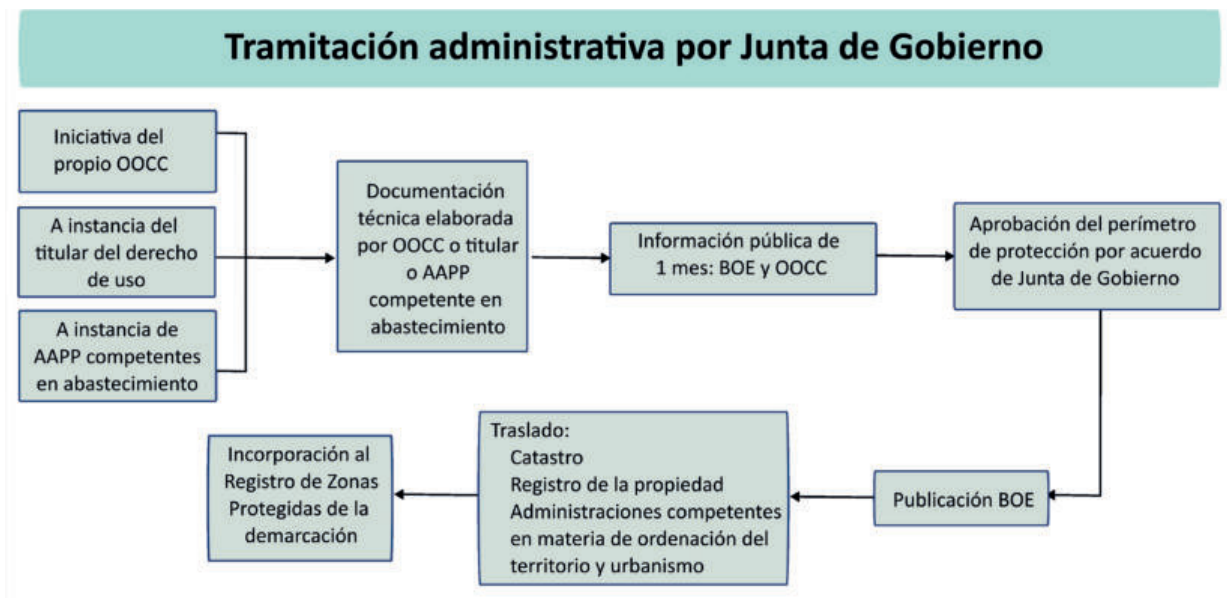 Tramitación administrativa por Junta de Gobierno
Iniciativa del
propio OOCC
A instancia del
titular del derecho
de uso
A instancia de
AAPP competentes
en abastecimiento
Documentación
técnica elaborada
por OOCC o titular
o AAPP
competente en
abastecimiento
Información pública de
1 mes: BOE y OOCC
Aprobación del perímetro
de protección por acuerdo
de Junta de Gobierno
Publicación BOE
Traslado:
Catastro
Registro de la propiedad
Administraciones competentes
en materia de ordenación del
territorio y urbanismo
Incorporación al
Registro de Zonas
Protegidas de la
demarcación